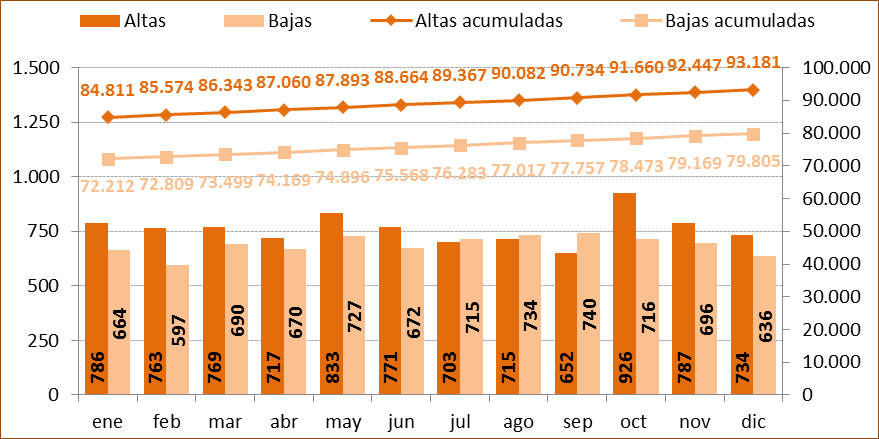 Altas Bajas Altas acumuladas Bajas acumuladas
1.500 100.000
84.811 85.574 86.343 87.060 87.893 88.664 89.367 90.082 90.734 91.660 92.447 93.181
90.000
1.250 80.000
72.212 72.809 73.499 74.169 74.896 75.568 76.283 77.017 77.757 78.473 79.169 79.805
70.000
1.000
60.000
750 50.000
40.000
500
30.000
250 20.000
10.000
786 664 763 597 769 690 717 670 833 727 771 672 703 715 715 734 652 740 926 716 787 696 734 636
0 0
ene feb mar abr may jun jul ago sep oct nov dic